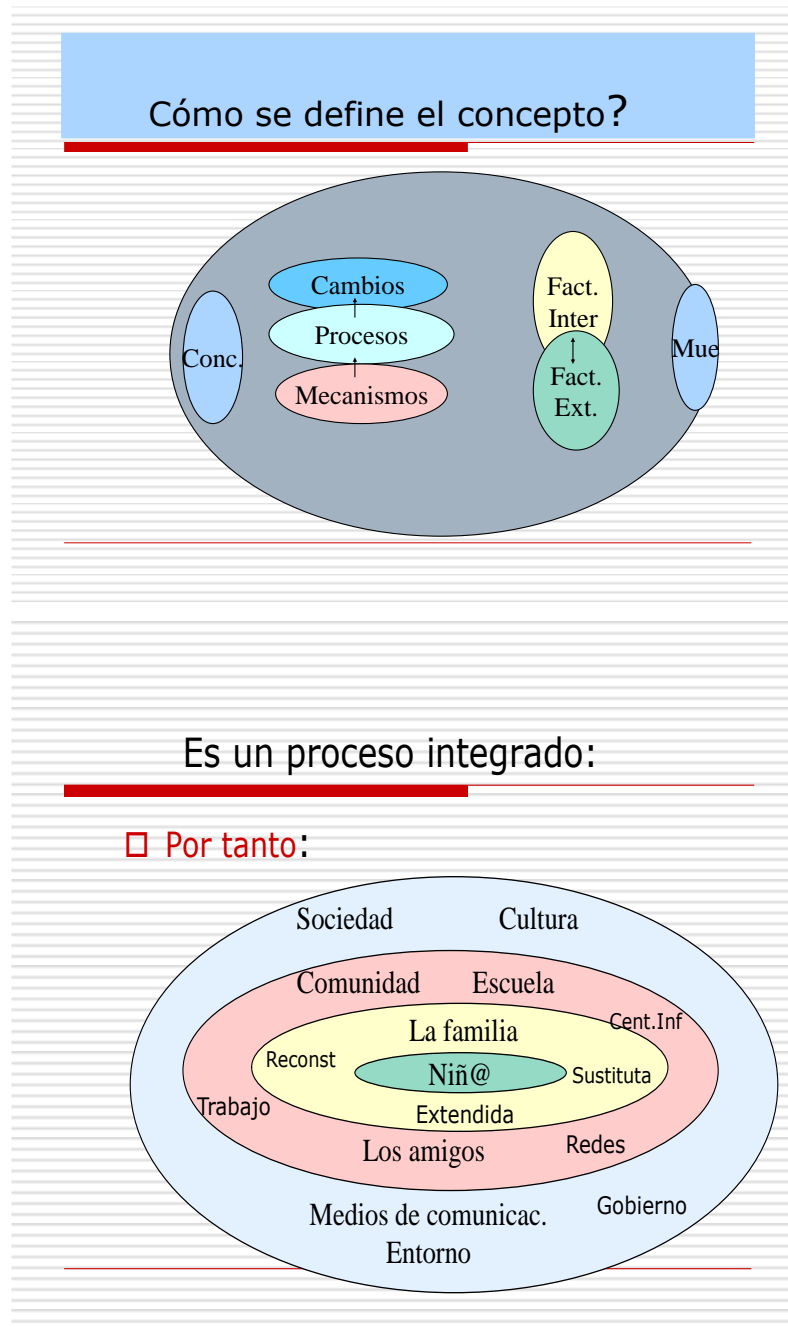 Cómo se define el concepto?
Cambios
Procesos
Mecanismos
Conc.
Fact.
Inter
Fact.
Ext.
Mue
Es un proceso integrado:
Por tanto:
Sociedad Cultura
Comunidad Escuela
Cent.Inf
La familia
Reconst
Niñ@
Sustituta
Trabajo
Extendida
Los amigos
Redes
Medios de comunicac.
Gobierno
Entorno